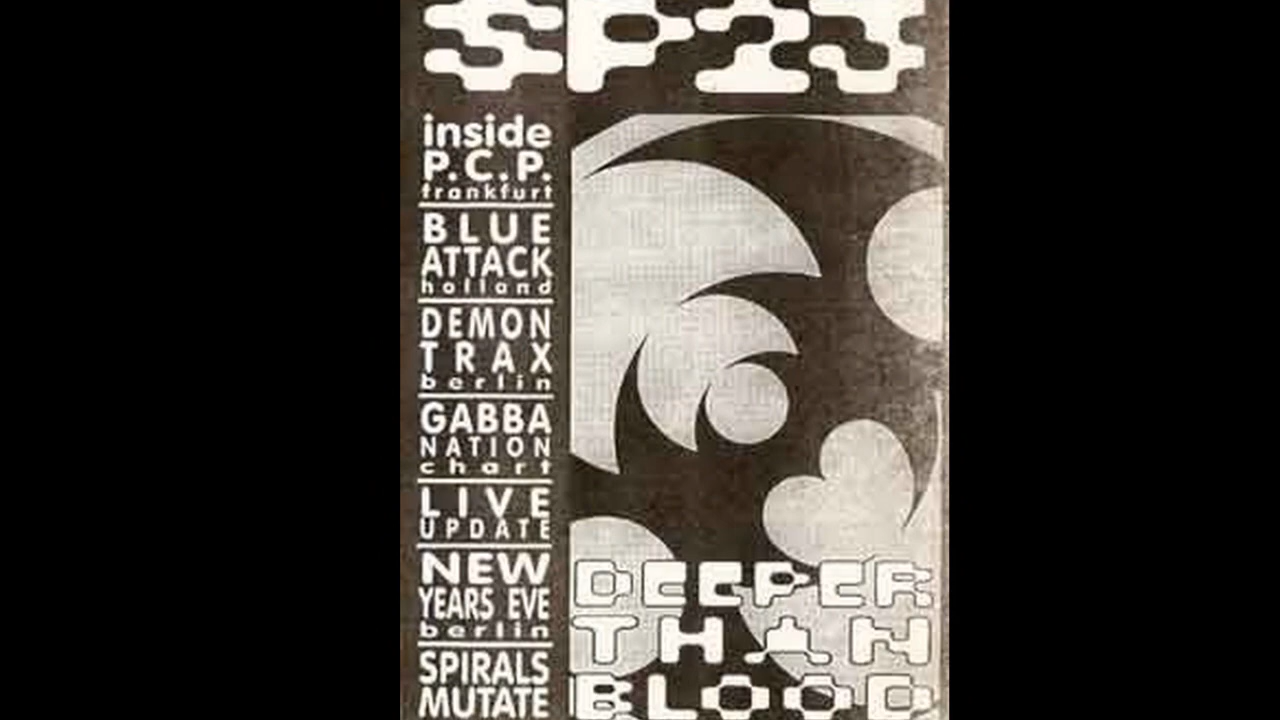 SP23
inside
P.C.P.
frankfurt
BLUE
ATTACK
holland
DEMON
TRAX
berlin
GABBA
NATION
chart
LIVE
UPDATE
NEW
YEARS EVE
berlin
SPIRALS
MUTATE
DEEPER
THAN
BLOOD